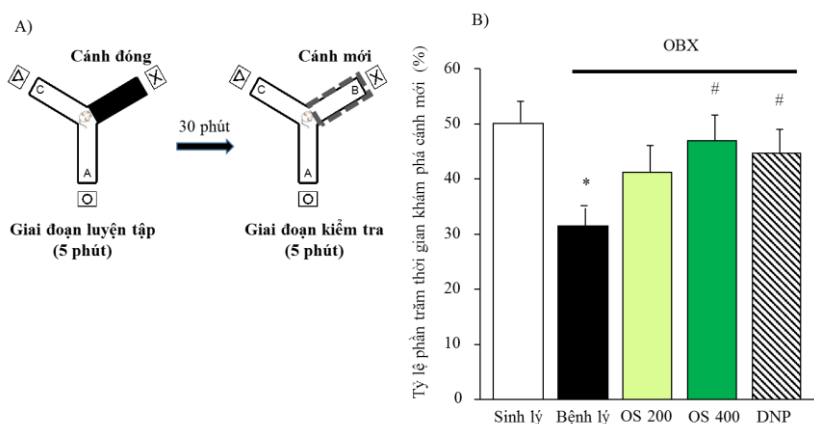 A)
Cánh đóng
C
A
Giai đoạn luyện tập
(5 phút)
30 phút
Cánh mới
C
B
A
Giai đoạn kiểm tra
(5 phút)
B)
OBX
Tỷ lệ phần trăm thời gian khám phá cánh mới (%)
60
50
40
30
20
10
0
*
#
#
Sinh lý
Bệnh lý
OS 200
OS 400
DNP